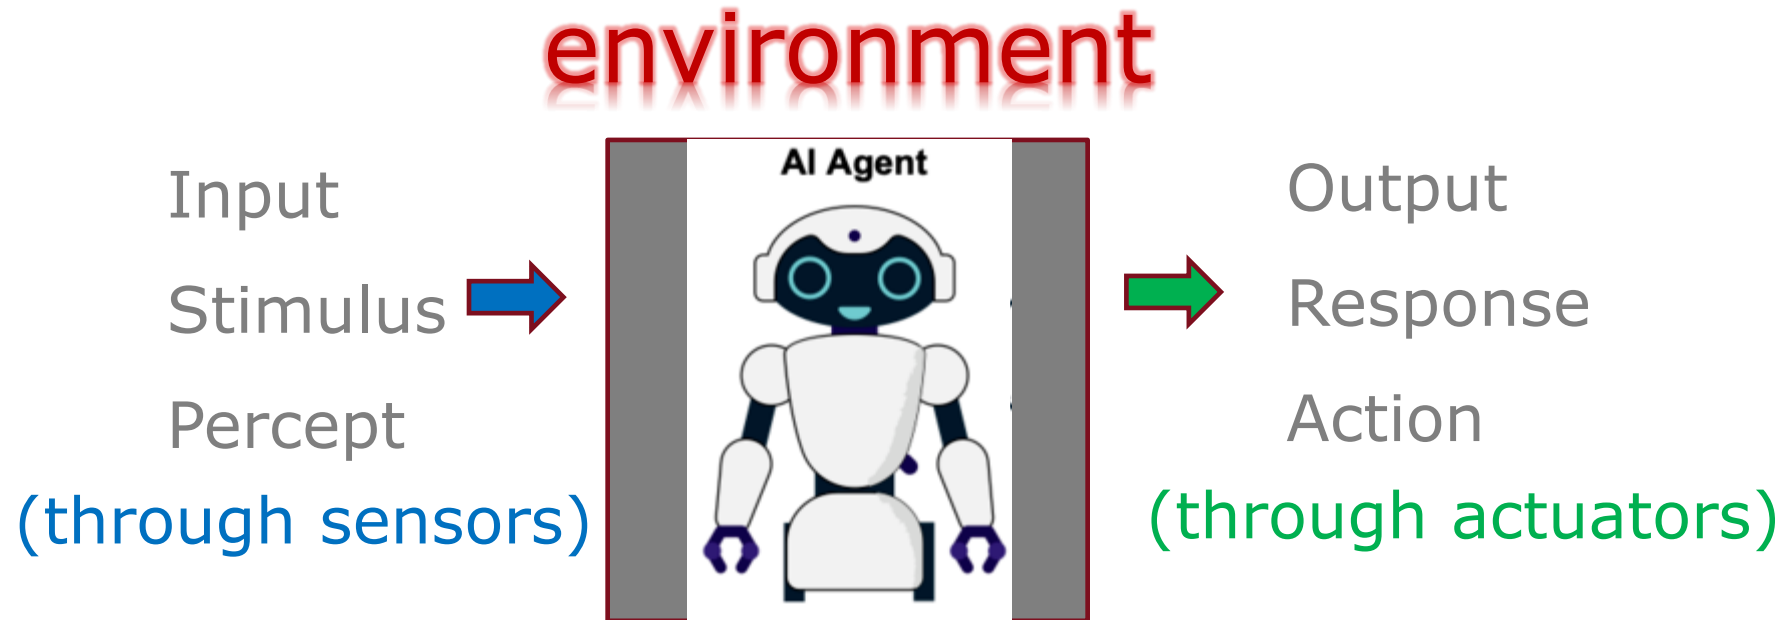 environment
AI Agent
Input
Stimulus
Percept
(through sensors)
Output
Response
Action
(through actuators)